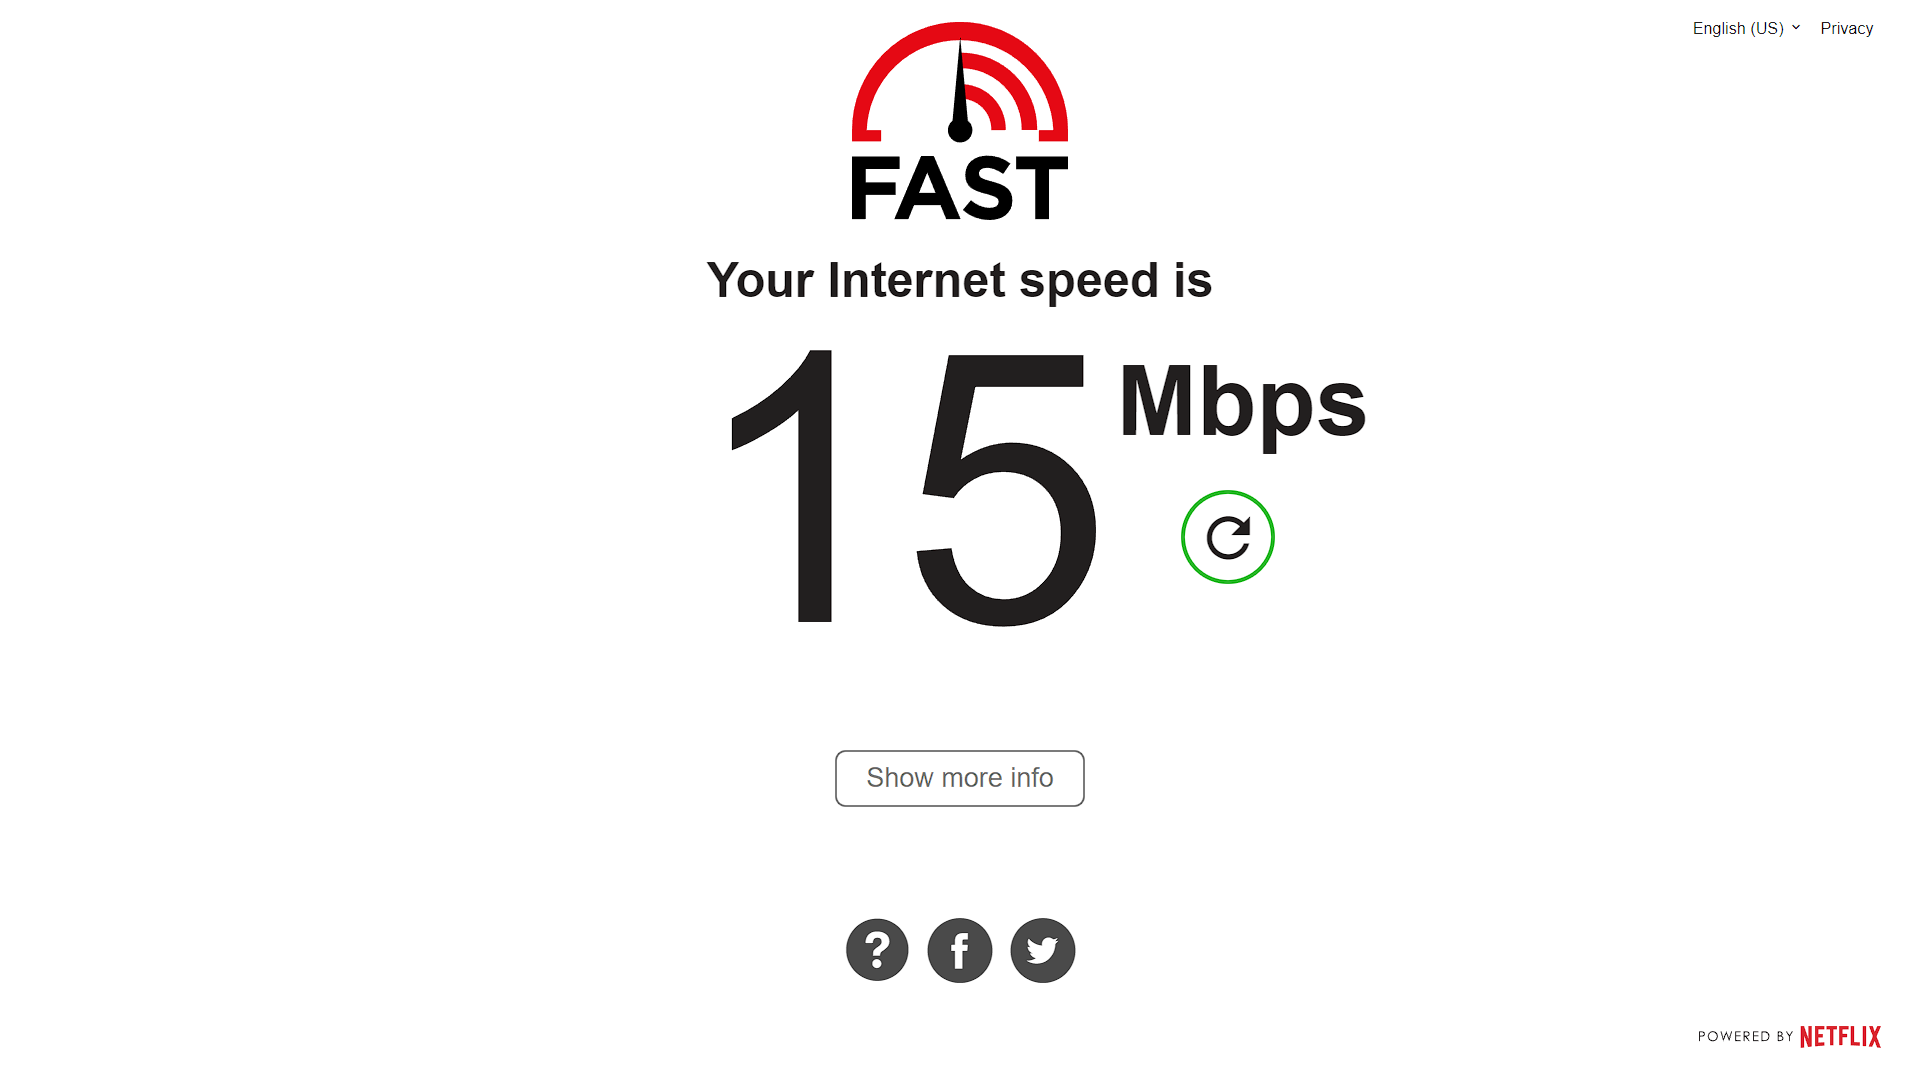 English (US) Privacy
FAST
Your Internet speed is
15 Mbps
Show more info
?
f
POWERED BY NETFLIX